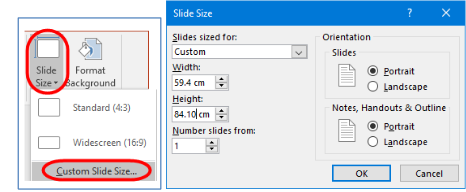 Slide
Size
Format
Background
Standard (4:3)
Widescreen (16:9)
Custom Slide Size...
Slide Size ? ×
Slides sized for:
Custom
Width:
59.4 cm
Height:
84.10 cm
Number slides from:
1
Orientation
Slides
Portrait
Landscape
Notes, Handouts & Outline
Portrait
Landscape
OK Cancel